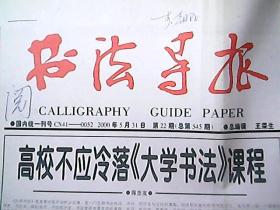 书法导报
阅
CALLIGRAPHY GUIDE PAPER
●国内统一刊号CN41——0052 2000年5月31日 第22期(总第545期) ●总编辑 王荣生
高校不应冷落《大学书法》课程